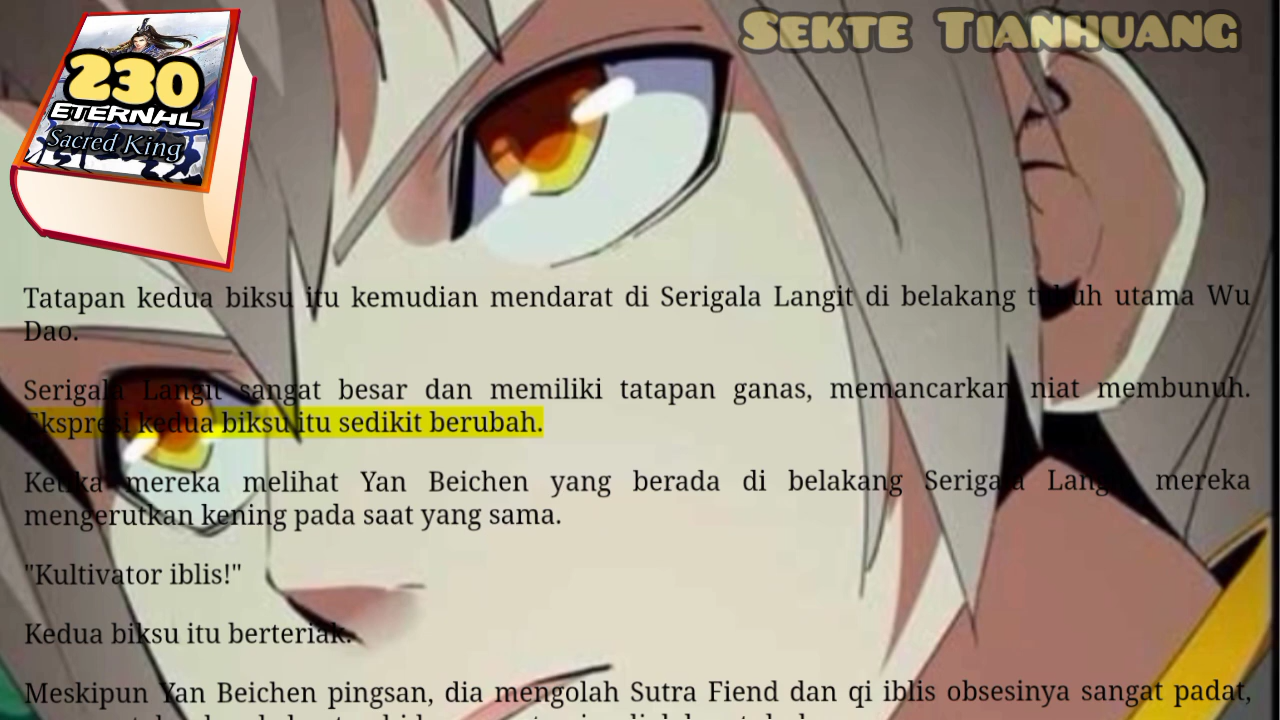 SEKTE TIANHUANG
230
ETERNAL
Sacred King
Tatapan kedua biksu itu kemudian mendarat di Serigala Langit di belakang tubuh utama Wu
Dao.
Serigala Langit sangat besar dan memiliki tatapan ganas, memancarkan niat membunuh.
Ekspresi kedua biksu itu sedikit berubah.
Ketika mereka melihat Yan Beichen yang berada di belakang Serigala Langit, mereka
mengerutkan kening pada saat yang sama.
"Kultivator iblis!"
Kedua biksu itu berteriak.
Meskipun Yan Beichen pingsan, dia mengolah Sutra Fiend dan qi iblis obsesinya sangat padat,